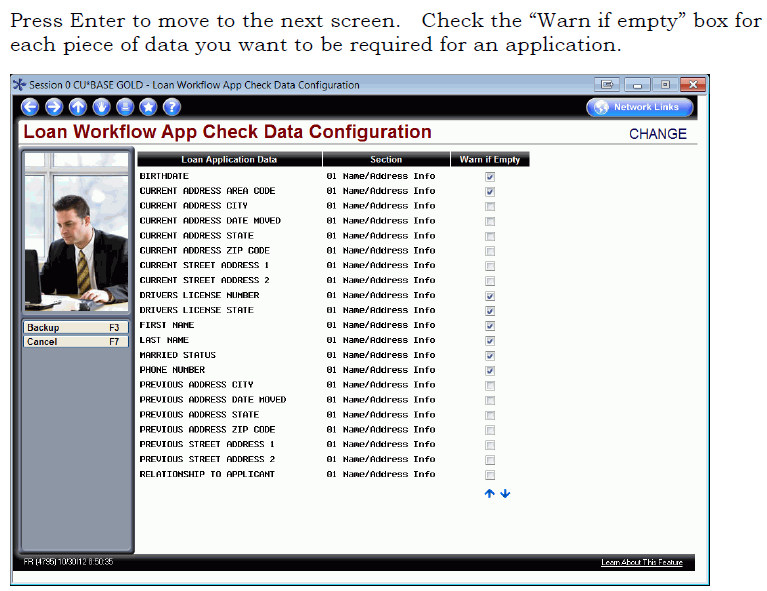 Press Enter to move to the next screen.   Check the “Warn if empty” box for
each piece of data you want to be required for an application.
Session 0 CU*BASE GOLD - Loan Workflow App Check Data Configuration
Network Links
Loan Workflow App Check Data Configuration
CHANGE
Loan Application Data Section Warn if Empty
BIRTHDATE 01 Name/Address Info
CURRENT ADDRESS AREA CODE 01 Name/Address Info
CURRENT ADDRESS CITY 01 Name/Address Info
CURRENT ADDRESS DATE MOVED 01 Name/Address Info
CURRENT ADDRESS STATE 01 Name/Address Info
CURRENT ADDRESS ZIP CODE 01 Name/Address Info
CURRENT STREET ADDRESS 1 01 Name/Address Info
CURRENT STREET ADDRESS 2 01 Name/Address Info
DRIVERS LICENSE NUMBER 01 Name/Address Info
DRIVERS LICENSE STATE 01 Name/Address Info
FIRST NAME 01 Name/Address Info
LAST NAME 01 Name/Address Info
MARRIED STATUS 01 Name/Address Info
PHONE NUMBER 01 Name/Address Info
PREVIOUS ADDRESS CITY 01 Name/Address Info
PREVIOUS ADDRESS DATE MOVED 01 Name/Address Info
PREVIOUS ADDRESS STATE 01 Name/Address Info
PREVIOUS ADDRESS ZIP CODE 01 Name/Address Info
PREVIOUS STREET ADDRESS 1 01 Name/Address Info
PREVIOUS STREET ADDRESS 2 01 Name/Address Info
RELATIONSHIP TO APPLICANT 01 Name/Address Info
Backup F3
Cancel F7
FR (4795) 10/30/12 8:50:35
Learn About This Feature